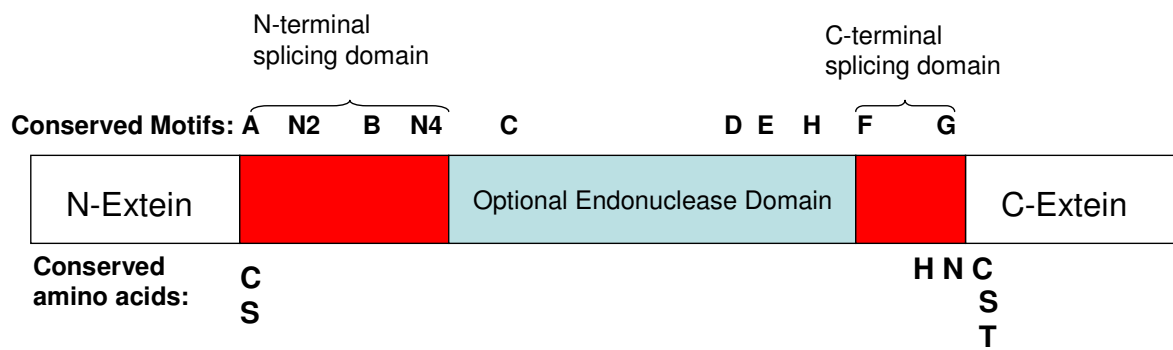 N-terminal
splicing domain
C-terminal
splicing domain
Conserved Motifs: A N2 B N4 C D E H F G
N-Extein
Optional Endonuclease Domain
C-Extein
Conserved
amino acids:
C
S
H N C
S
T